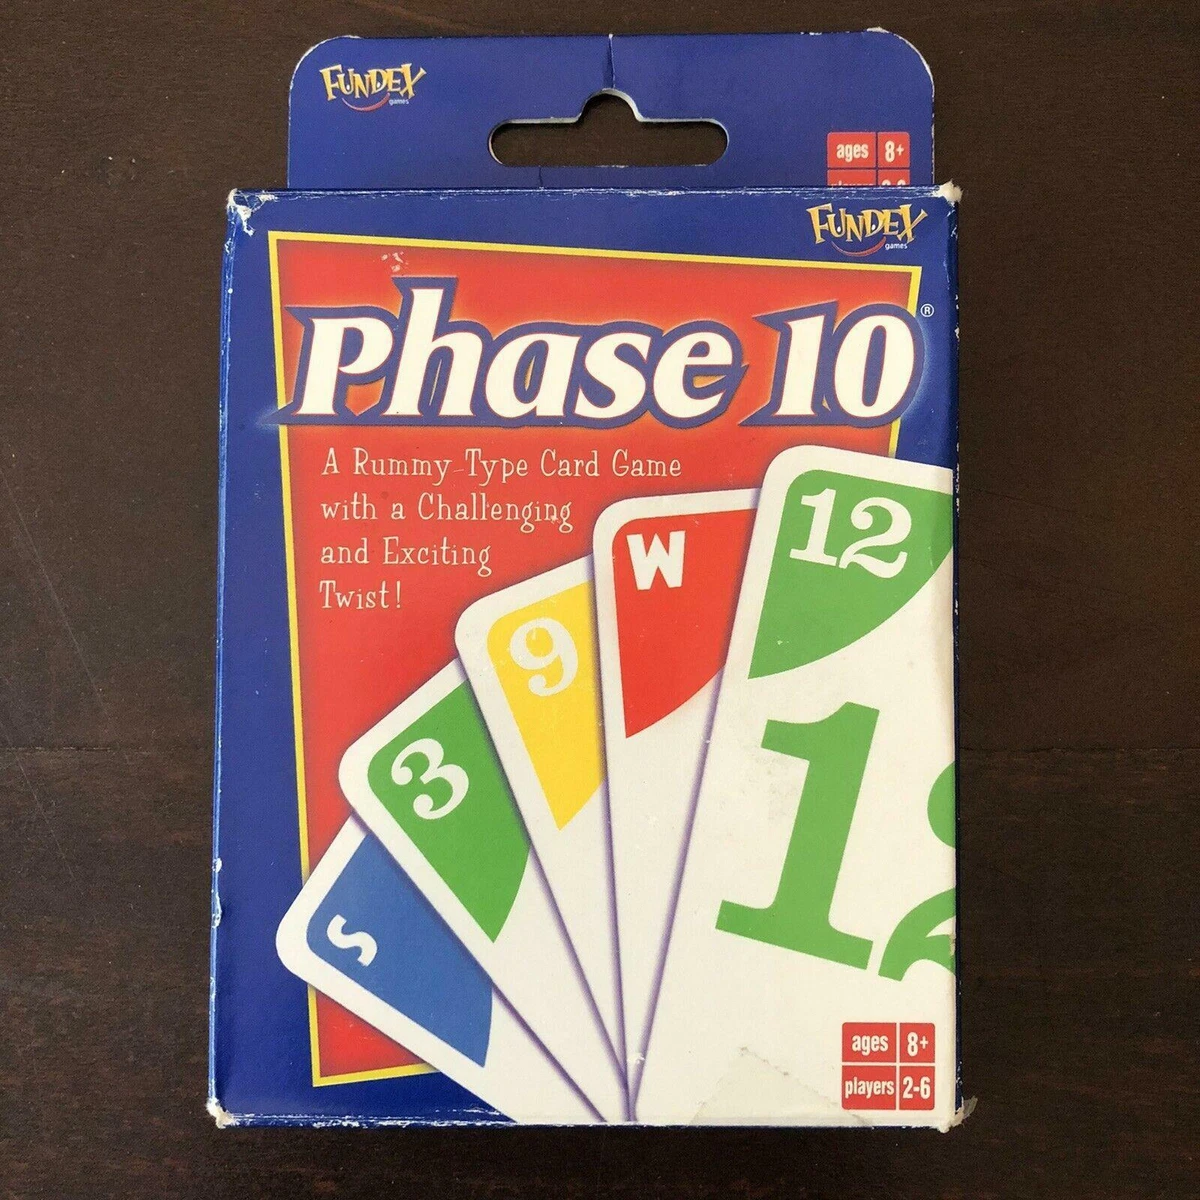 FUNDEX
games
ages 8+
FUNDEX
games
Phase 10®
A Rummy-Type Card Game
with a Challenging
and Exciting
Twist!
12
W
9
3
S
12
ages 8+
players 2-6